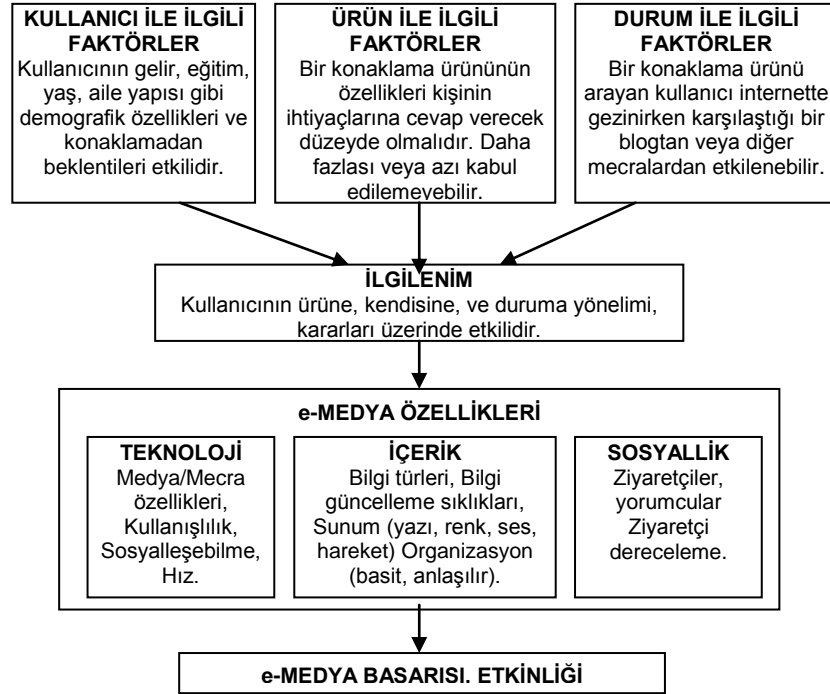 KULLANICI İLE İLGİLİ
FAKTÖRLER
Kullanıcının gelir, eğitim,
yaş, aile yapısı gibi
demografik özellikleri ve
konaklamadan
beklentileri etkilidir.
ÜRÜN İLE İLGİLİ
FAKTÖRLER
Bir konaklama ürününün
özellikleri kişinin
ihtiyaçlarına cevap verecek
düzeyde olmalıdır. Daha
fazlası veya azı kabul
edilemeyebilir.
DURUM İLE İLGİLİ
FAKTÖRLER
Bir konaklama ürünü
arayan kullanıcı internette
gezinirken karşılaştığı bir
blogtan veya diğer
mecralardan etkilenebilir.
İLGİLENİM
Kullanıcının ürüne, kendisine, ve duruma yönelimi,
kararları üzerinde etkilidir.
e-MEDYA ÖZELLİKLERİ
TEKNOLOJİ
Medya/Mecra
özellikleri,
Kullanışlılık,
Sosyalleşebilme,
Hız.
İÇERİK
Bilgi türleri, Bilgi
güncelleme sıklıkları,
Sunum (yazı, renk, ses,
hareket) Organizasyon
(basit, anlaşılır).
SOSYALLİK
Ziyaretçiler,
yorumcular
Ziyaretçi
dereceleme.
e-MEDYA BASARISI. ETKİNLİĞİ